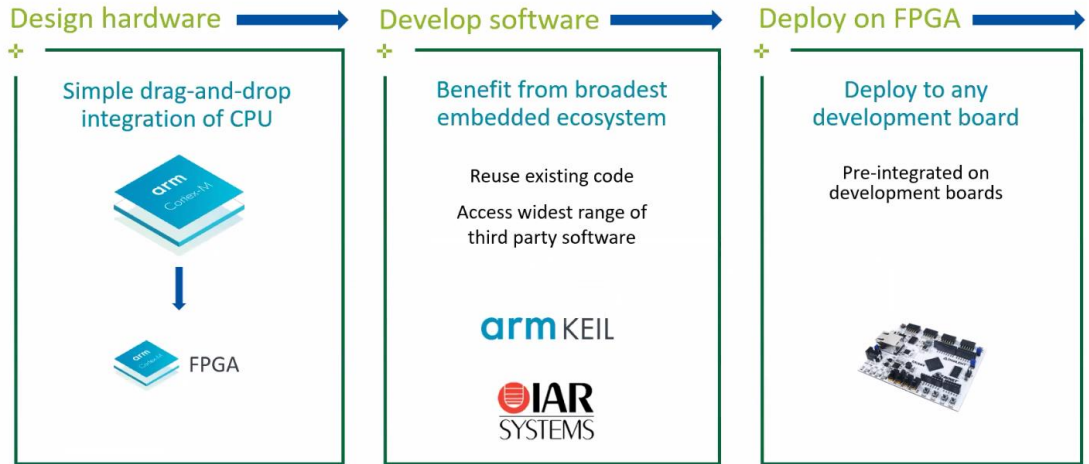 Design hardware
Simple drag-and-drop
integration of CPU
arm
Cortex-M
arm
Cortex-M
FPGA
Develop software
Benefit from broadest
embedded ecosystem
Reuse existing code
Access widest range of
third party software
arm KEIL
IAR
SYSTEMS
Deploy on FPGA
Deploy to any
development board
Pre-integrated on
development boards